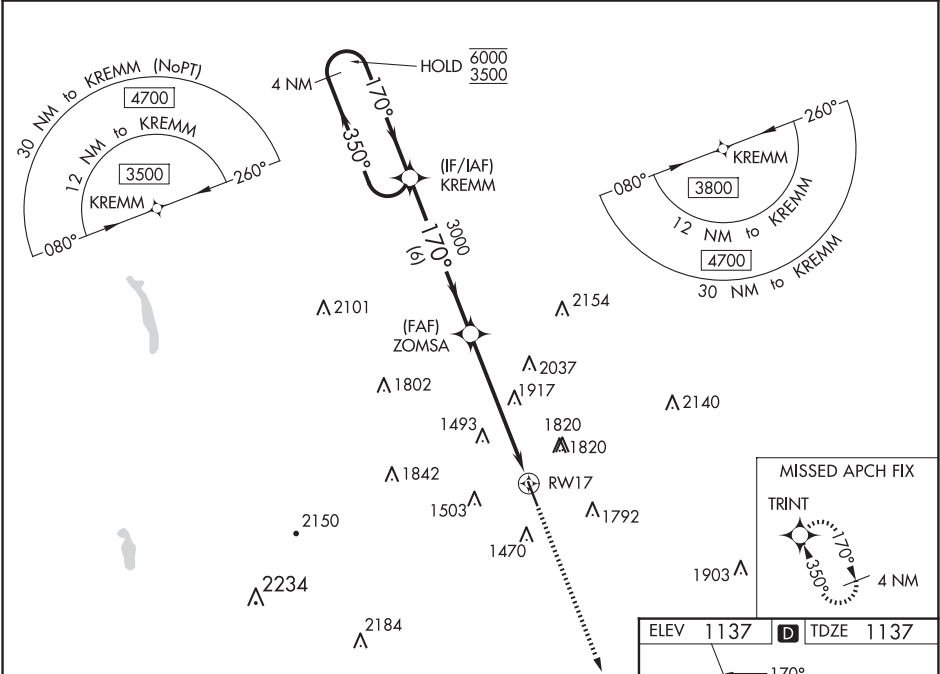 30 NM to KREMM (NoPT)
4700
12 NM to KREMM
3500
KREMM
080°
260°
4 NM
HOLD 6000
3500
170°
350°
(IF/IAF)
KREMM
3000
170°
(6)
260°
KREMM
080°
3800
12 NM to KREMM
4700
30 NM to KREMM
2101
2154
(FAF)
ZOMSA
2037
1802
1917
2140
1493
1820
1820
1842
RW17
1503
1792
2150
1470
1903
2234
2184
MISSED APCH FIX
TRINT
170°
350°
4 NM
ELEV 1137 D TDZE 1137
170°